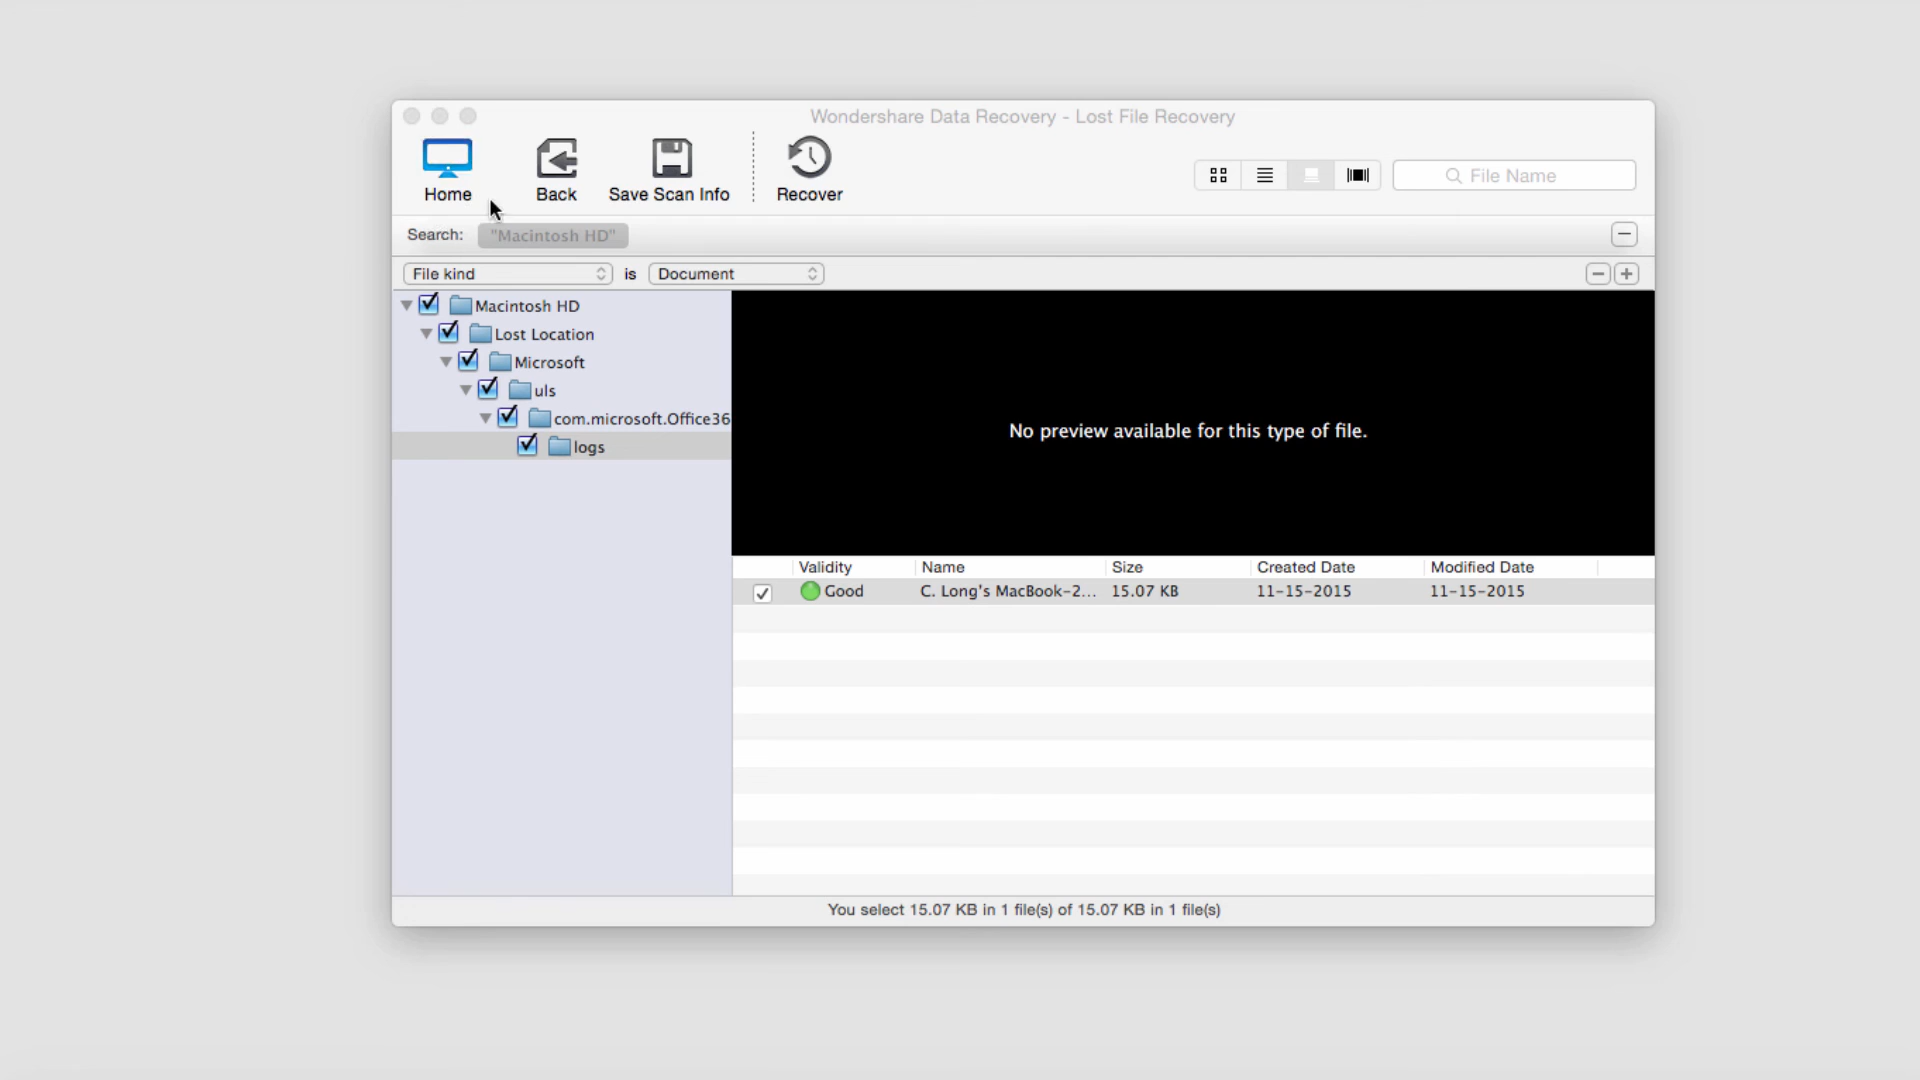 Wondershare Data Recovery - Lost File Recovery
Home
Back
Save Scan Info
Recover
File Name
Search:
"Macintosh HD"
File kind
is
Document
Macintosh HD
Lost Location
Microsoft
uls
com.microsoft.Office36
logs
No preview available for this type of file.
Validity Name Size Created Date Modified Date
Good C. Long's MacBook-2... 15.07 KB 11-15-2015 11-15-2015
You select 15.07 KB in 1 file(s) of 15.07 KB in 1 file(s)